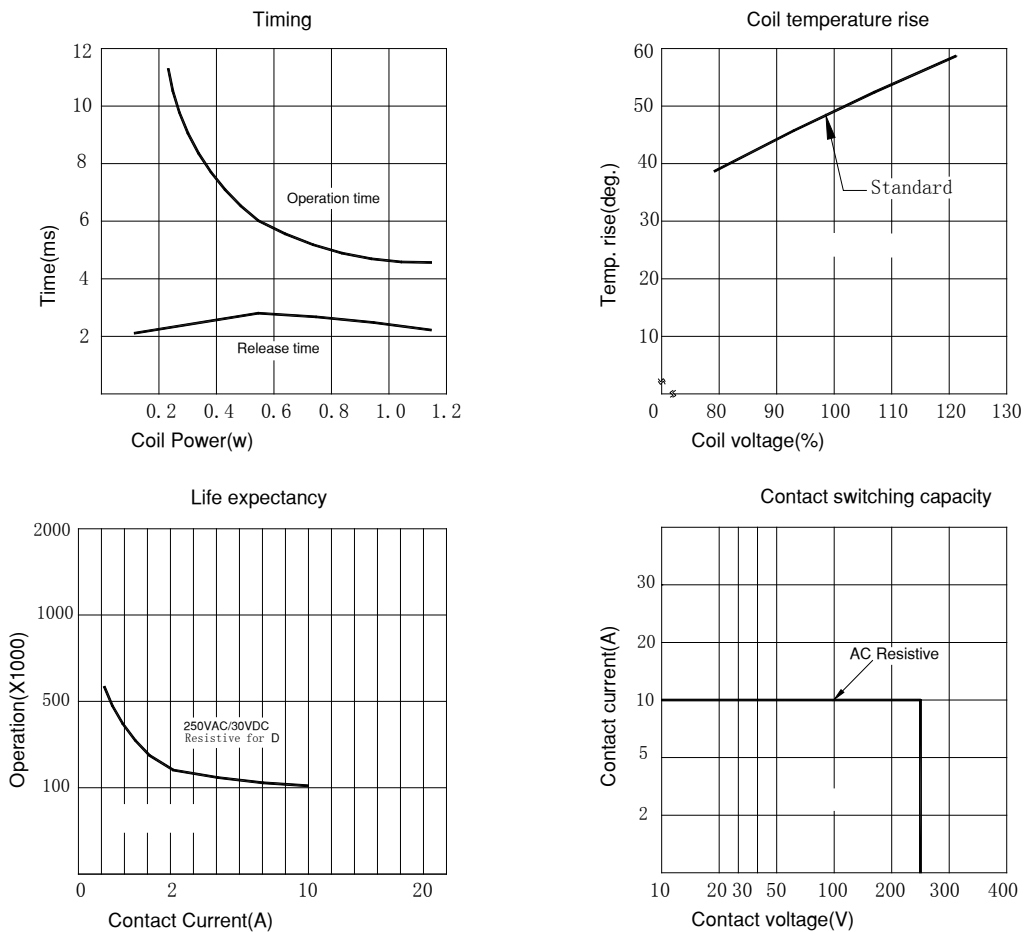 Timing
12
10
8
6
4
2
Time(ms)
Operation time
Release time
0.2 0.4 0.6 0.8 1.0 1.2
Coil Power(w)
Coil temperature rise
60
50
40
30
20
10
Temp. rise(deg.)
Standard
0 80 90 100 110 120 130
Coil voltage(%)
Life expectancy
2000
1000
500
100
Operation(X1000)
250VAC/30VDC
Resistive for D
0 2 10 20
Contact Current(A)
Contact switching capacity
30
20
10
5
2
Contact current(A)
AC Resistive
10 20 30 50 100 200 300 400
Contact voltage(V)